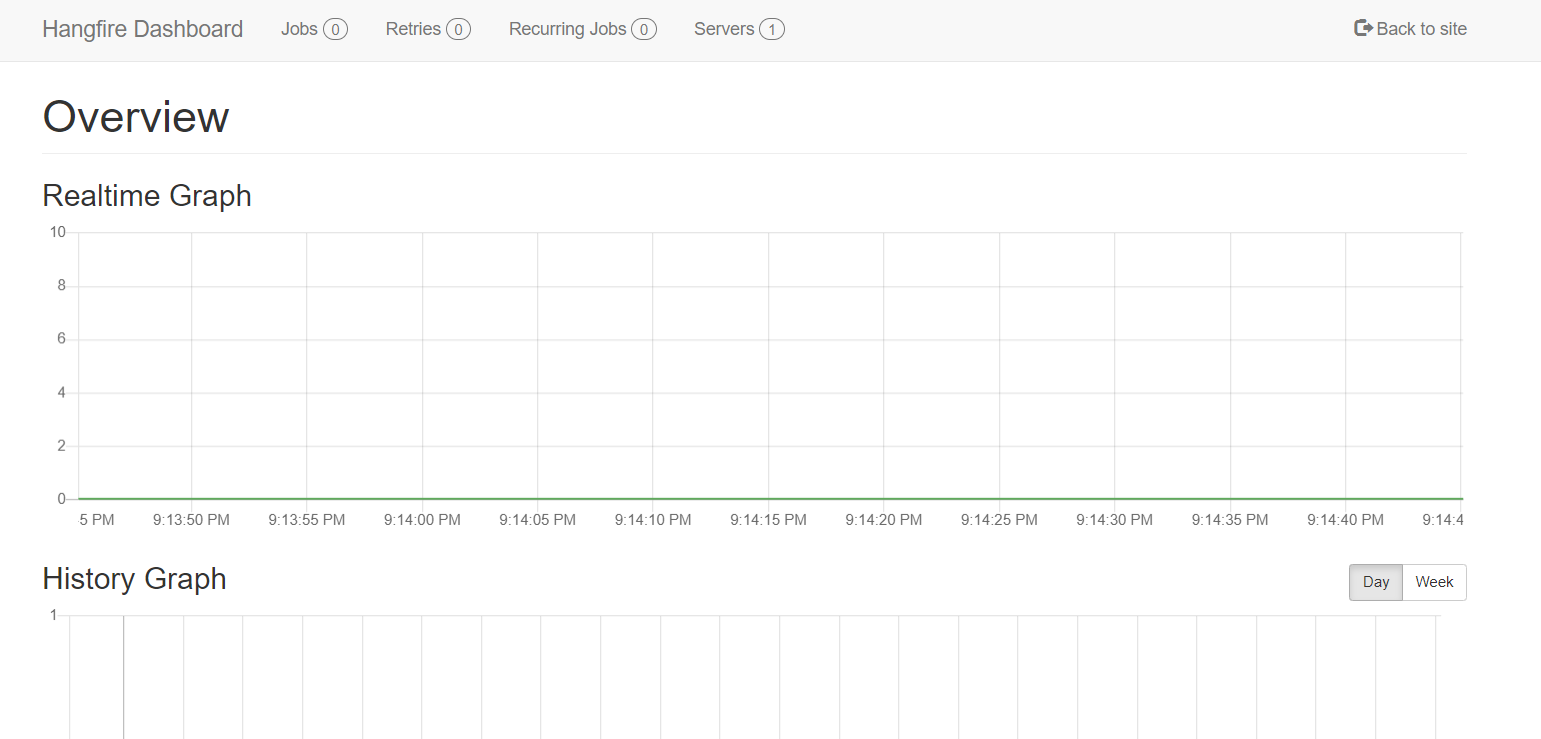 Hangfire Dashboard Jobs 0 Retries 0 Recurring Jobs 0 Servers 1 Back to site
Overview
Realtime Graph
10
8
6
4
2
0
5 PM 9:13:50 PM 9:13:55 PM 9:14:00 PM 9:14:05 PM 9:14:10 PM 9:14:15 PM 9:14:20 PM 9:14:25 PM 9:14:30 PM 9:14:35 PM 9:14:40 PM 9:14:4
History Graph Day Week
1